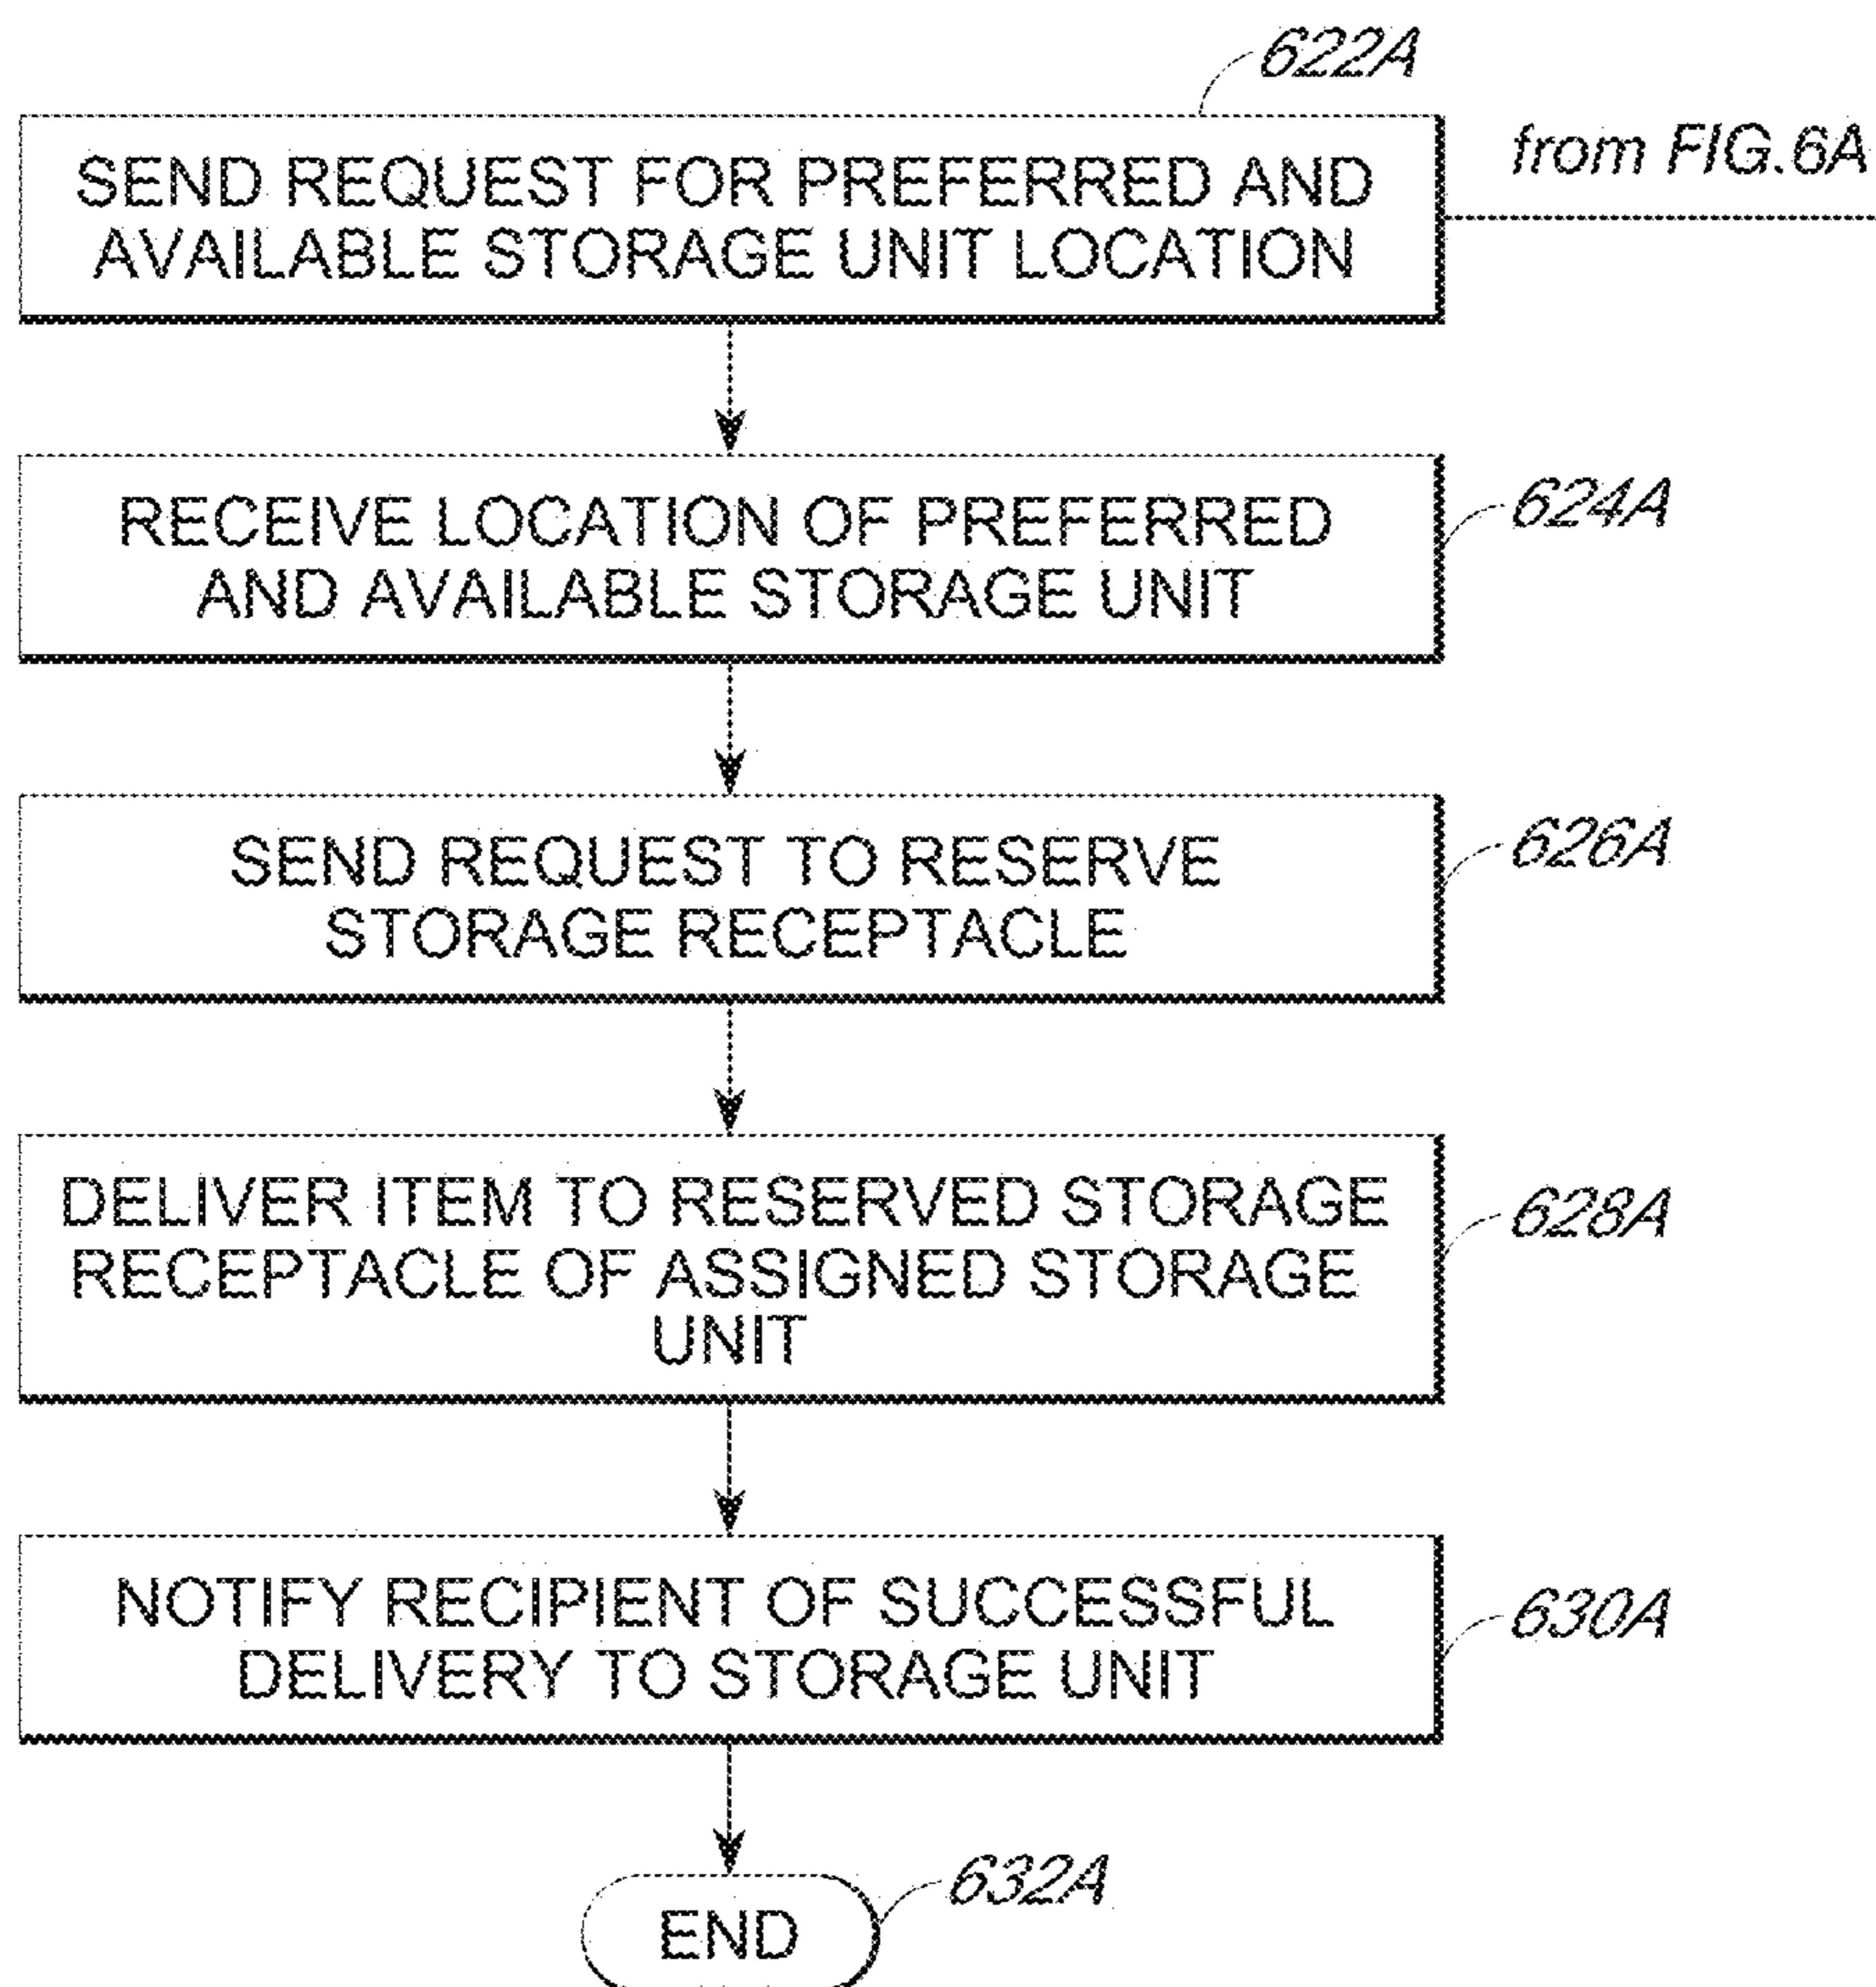 622A
SEND REQUEST FOR PREFERRED AND
AVAILABLE STORAGE UNIT LOCATION
from FIG.6A
RECEIVE LOCATION OF PREFERRED
AND AVAILABLE STORAGE UNIT
624A
SEND REQUEST TO RESERVE
STORAGE RECEPTACLE
626A
DELIVER ITEM TO RESERVED STORAGE
RECEPTACLE OF ASSIGNED STORAGE
UNIT
628A
NOTIFY RECIPIENT OF SUCCESSFUL
DELIVERY TO STORAGE UNIT
630A
END
632A